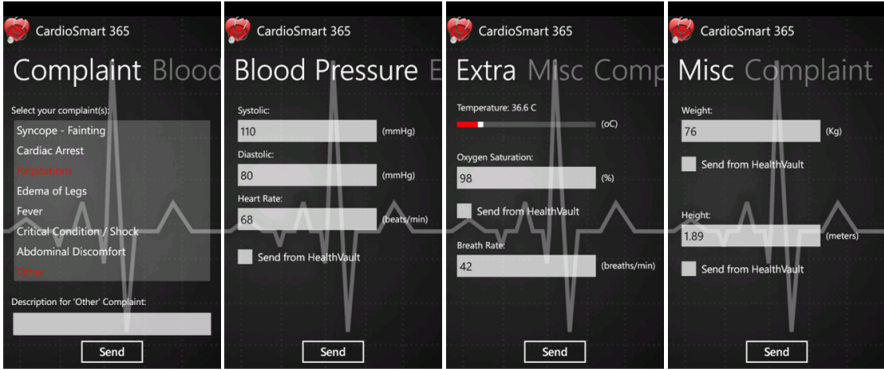 CardioSmart 365
Complaint Blood
Select your complaint(s):
Syncope - Fainting
Cardiac Arrest
Palpitations
Edema of Legs
Fever
Critical Condition / Shock
Abdominal Discomfort
Other
Description for 'Other' Complaint:
Send
CardioSmart 365
Blood Pressure E
Systolic:
110 (mmHg)
Diastolic:
80 (mmHg)
Heart Rate:
68 (beats/min)
Send from HealthVault
Send
CardioSmart 365
Extra Misc Comp
Temperature: 36.6 C
(oC)
Oxygen Saturation:
98 (%)
Send from HealthVault
Breath Rate:
42 (breaths/min)
Send
CardioSmart 365
Misc Complaint
Weight:
76 (Kg)
Send from HealthVault
Height:
1.89 (meters)
Send from HealthVault
Send